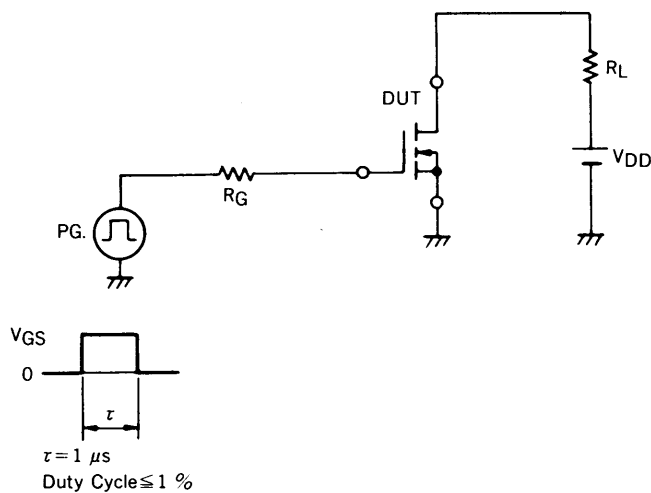 DUT
RL
VDD
RG
PG.
VGS
0
τ
τ=1 μs
Duty Cycle≦1 %